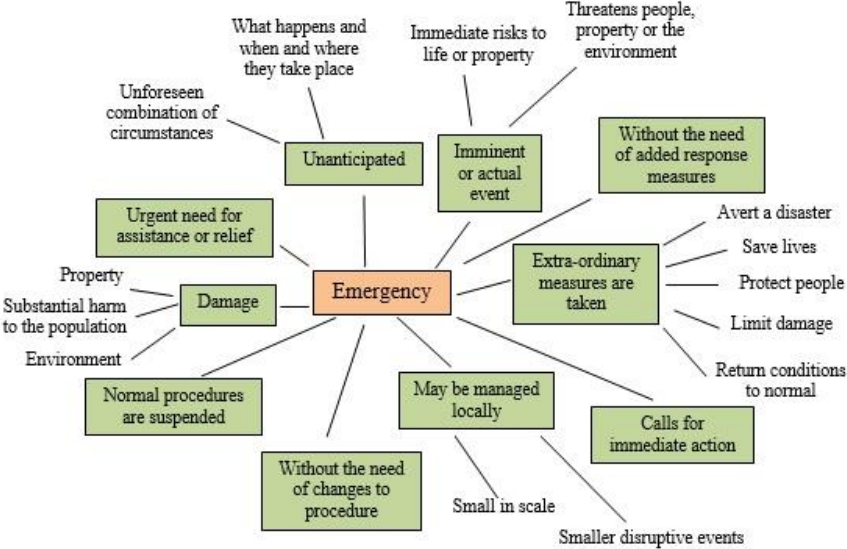 What happens and
when and where
they take place
Immediate risks to
life or property
Threatens people,
property or the
environment
Unforeseen
combination of
circumstances
Unanticipated
Imminent
or actual
event
Without the need
of added response
measures
Urgent need for
assistance or relief
Avert a disaster
Save lives
Protect people
Limit damage
Return conditions
to normal
Extra-ordinary
measures are
taken
Emergency
Property
Substantial harm
to the population
Environment
Damage
Normal procedures
are suspended
May be managed
locally
Calls for
immediate action
Without the need
of changes to
procedure
Small in scale
Smaller disruptive events